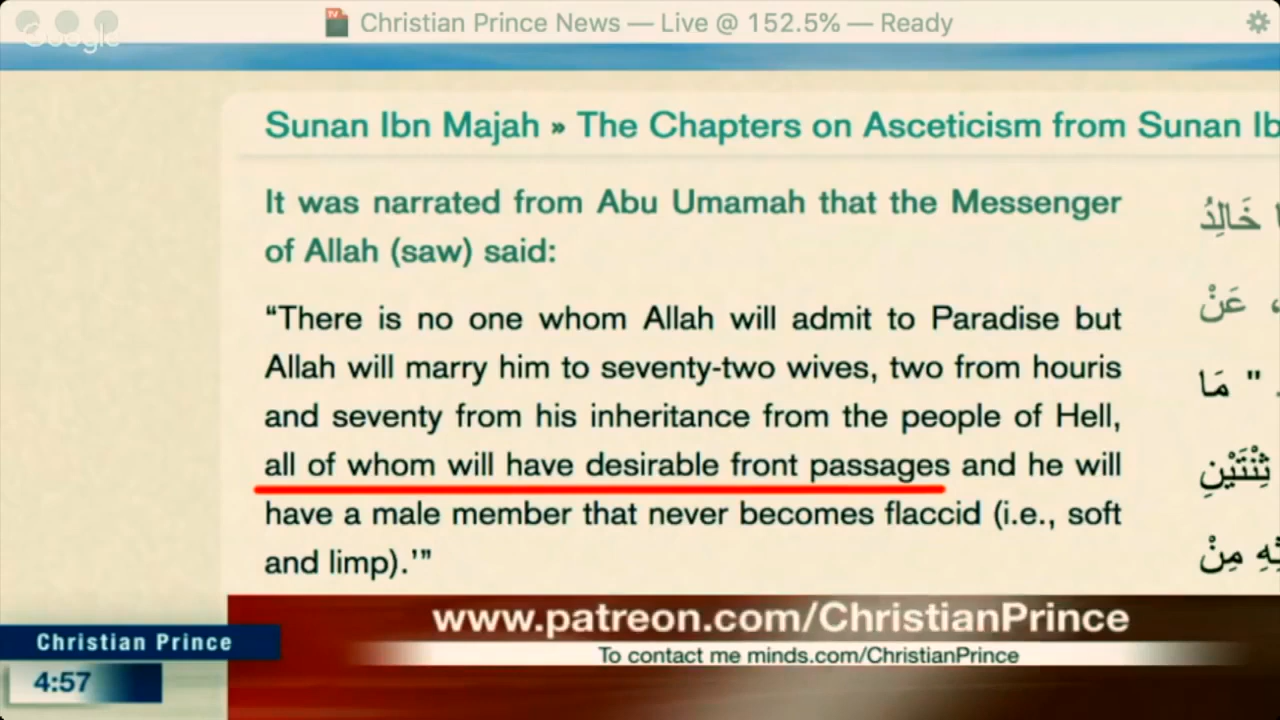 Google
Christian Prince News — Live @ 152.5% — Ready
Sunan Ibn Majah » The Chapters on Asceticism from Sunan Ib
It was narrated from Abu Umamah that the Messenger
of Allah (saw) said:
“There is no one whom Allah will admit to Paradise but
Allah will marry him to seventy-two wives, two from houris
and seventy from his inheritance from the people of Hell,
all of whom will have desirable front passages and he will
have a male member that never becomes flaccid (i.e., soft
and limp).'”
خَالِدُ
، عَنْ
" مَا
ثِنْتَيْنِ
مِنْ
www.patreon.com/ChristianPrince
To contact me minds.com/ChristianPrince
Christian Prince
4:57